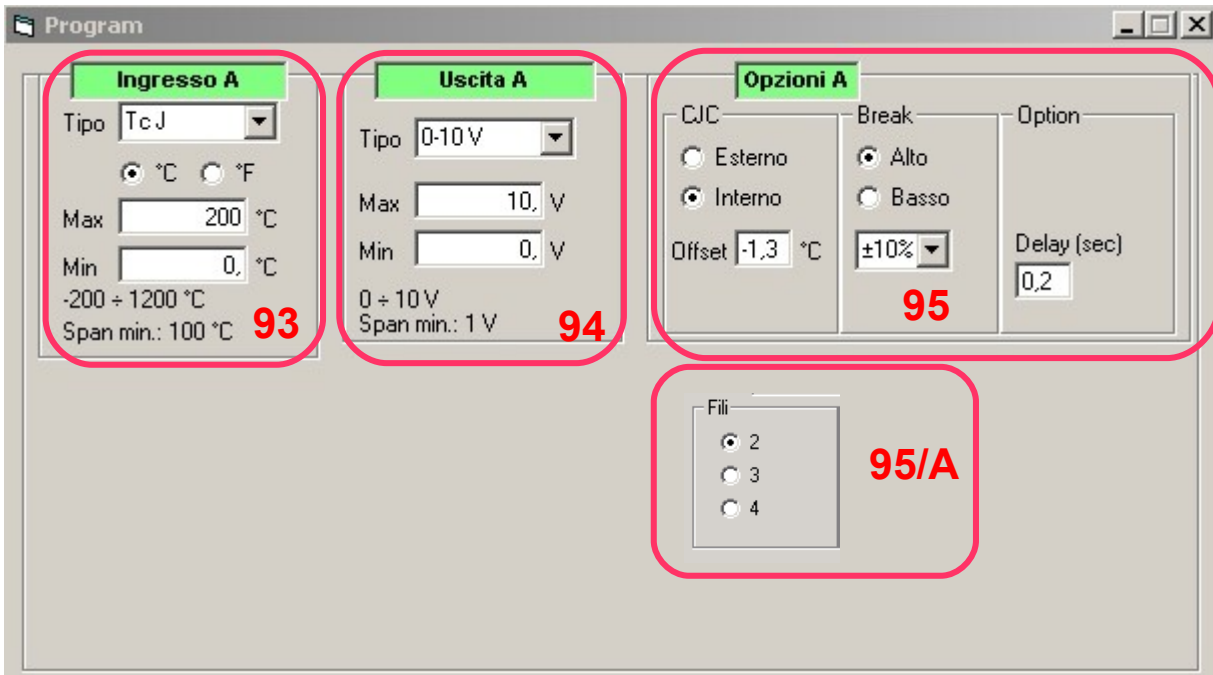 Program
Ingresso A
Tipo Tc J
°C °F
Max 200 °C
Min 0, °C
-200 ÷ 1200 °C
Span min.: 100 °C
93
Uscita A
Tipo 0-10 V
Max 10, V
Min 0, V
0 ÷ 10 V
Span min.: 1 V
94
Opzioni A
CJC
Esterno
Interno
Offset -1,3 °C
Break
Alto
Basso
±10%
95
Option
Delay (sec)
0,2
Fili
2
3
4
95/A